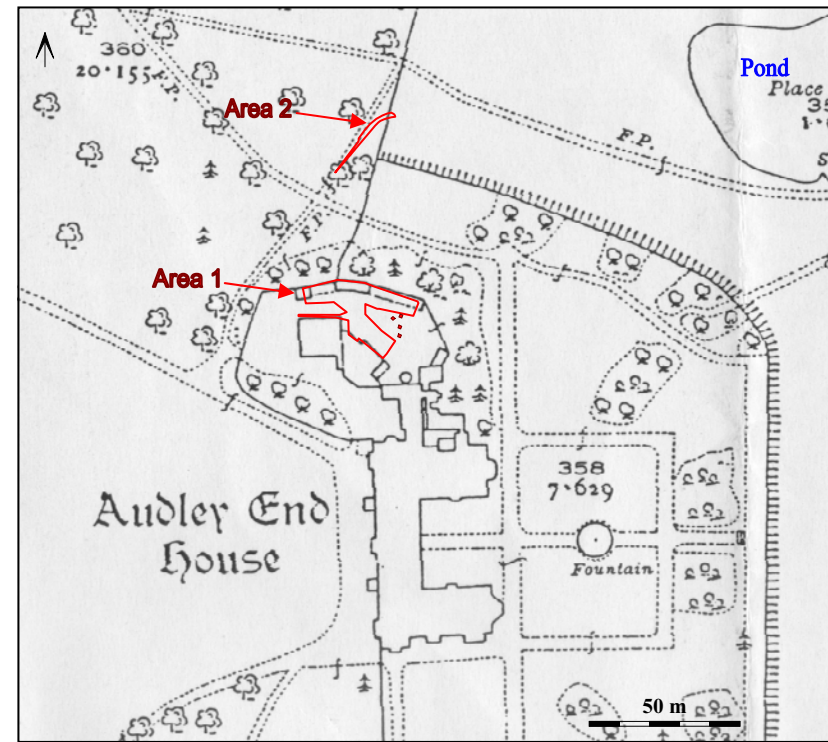 360
20·155
F.P.
Area 2
Pond
Place
F.P.
F.P.
Area 1
358
7·629
Audley End
House
Fountain
50 m